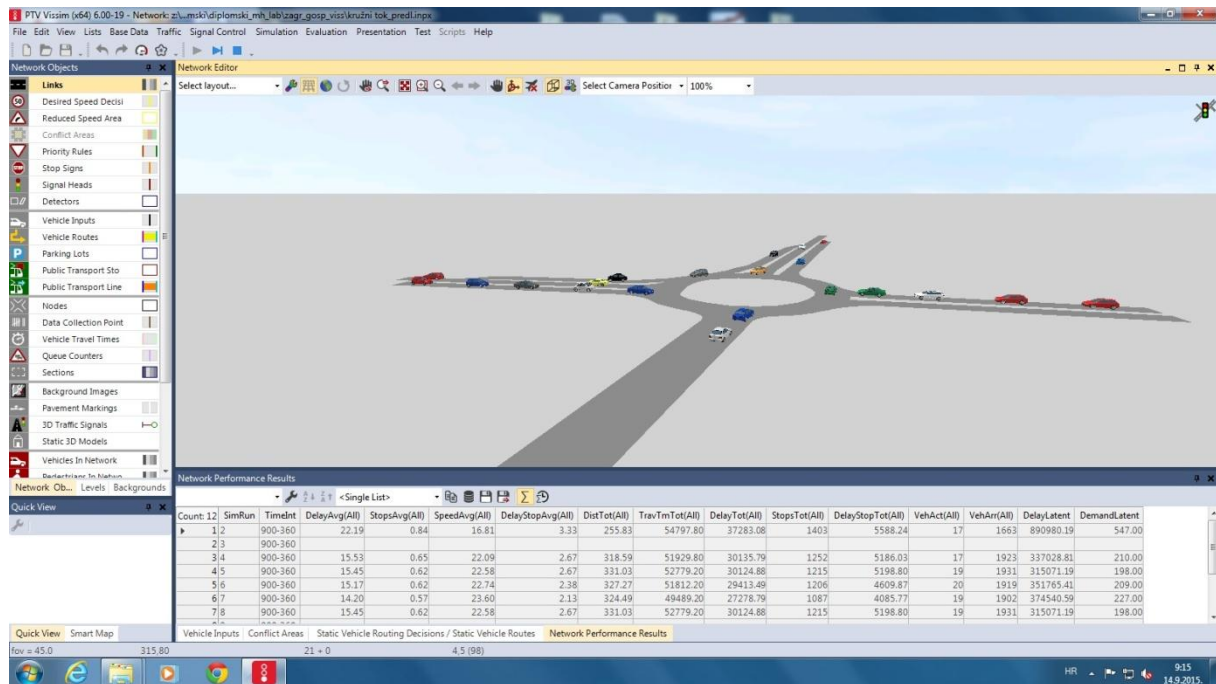 PTV Vissim (x64) 6.00-19 - Network: z:\...mski\diplomski_mh_lab\zagr_gosp_viss\kružni tok_predl.inpx
File Edit View Lists Base Data Traffic Signal Control Simulation Evaluation Presentation Test Scripts Help
Network Objects
Network Editor
Select layout...
Select Camera Position
100%
Links
Desired Speed Decisi
Reduced Speed Area
Conflict Areas
Priority Rules
Stop Signs
Signal Heads
Detectors
Vehicle Inputs
Vehicle Routes
Parking Lots
Public Transport Sto
Public Transport Line
Nodes
Data Collection Point
Vehicle Travel Times
Queue Counters
Sections
Background Images
Pavement Markings
3D Traffic Signals
Static 3D Models
Vehicles In Network
Pedestrians In Netwo
Network Ob... Levels Backgrounds
Quick View
Quick View Smart Map
Network Performance Results
<Single List>
Count: 12 SimRun TimeInt DelayAvg(All) StopsAvg(All) SpeedAvg(All) DelayStopAvg(All) DistTot(All) TravTmTot(All) DelayTot(All) StopsTot(All) DelayStopTot(All) VehAct(All) VehArr(All) DelayLatent DemandLatent
1 2 900-360 22.19 0.84 16.81 3.33 255.83 54797.80 37283.08 1403 5588.24 17 1663 890980.19 547.00
2 3 900-360
3 4 900-360 15.53 0.65 22.09 2.67 318.59 51929.80 30135.79 1252 5186.03 17 1923 337028.81 210.00
4 5 900-360 15.45 0.62 22.58 2.67 331.03 52779.20 30124.88 1215 5198.80 19 1931 315071.19 198.00
5 6 900-360 15.17 0.62 22.74 2.38 327.27 51812.20 29413.49 1206 4609.87 20 1919 351765.41 209.00
6 7 900-360 14.20 0.57 23.60 2.13 324.49 49489.20 27278.79 1087 4085.77 19 1902 374540.59 227.00
7 8 900-360 15.45 0.62 22.58 2.67 331.03 52779.20 30124.88 1215 5198.80 19 1931 315071.19 198.00
Vehicle Inputs Conflict Areas Static Vehicle Routing Decisions / Static Vehicle Routes Network Performance Results
fov = 45.0 315,80 21 + 0 4,5 (98)
HR
9:15
14.9.2015.